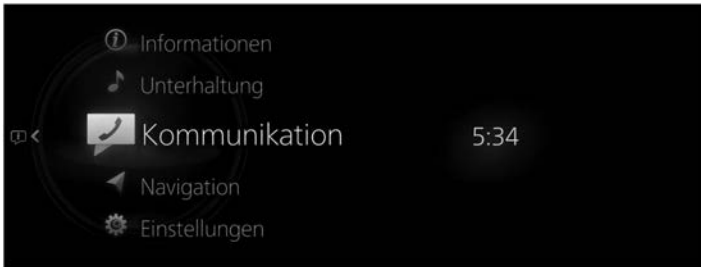 Informationen
Unterhaltung
Kommunikation
5:34
Navigation
Einstellungen